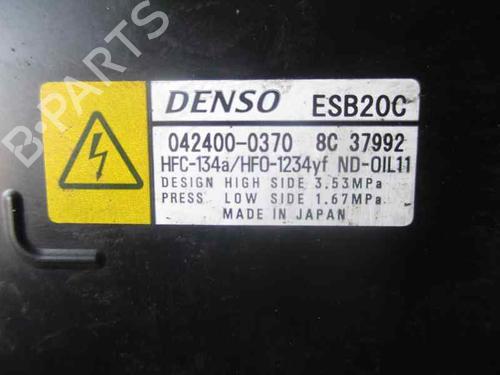 DENSO ESB20C
042400-0370 8C 37992
HFC-134a/HFO-1234yf ND-OIL11
DESIGN HIGH SIDE 3.53MPa
PRESS. LOW SIDE 1.67MPa.
MADE IN JAPAN
B-PARTS